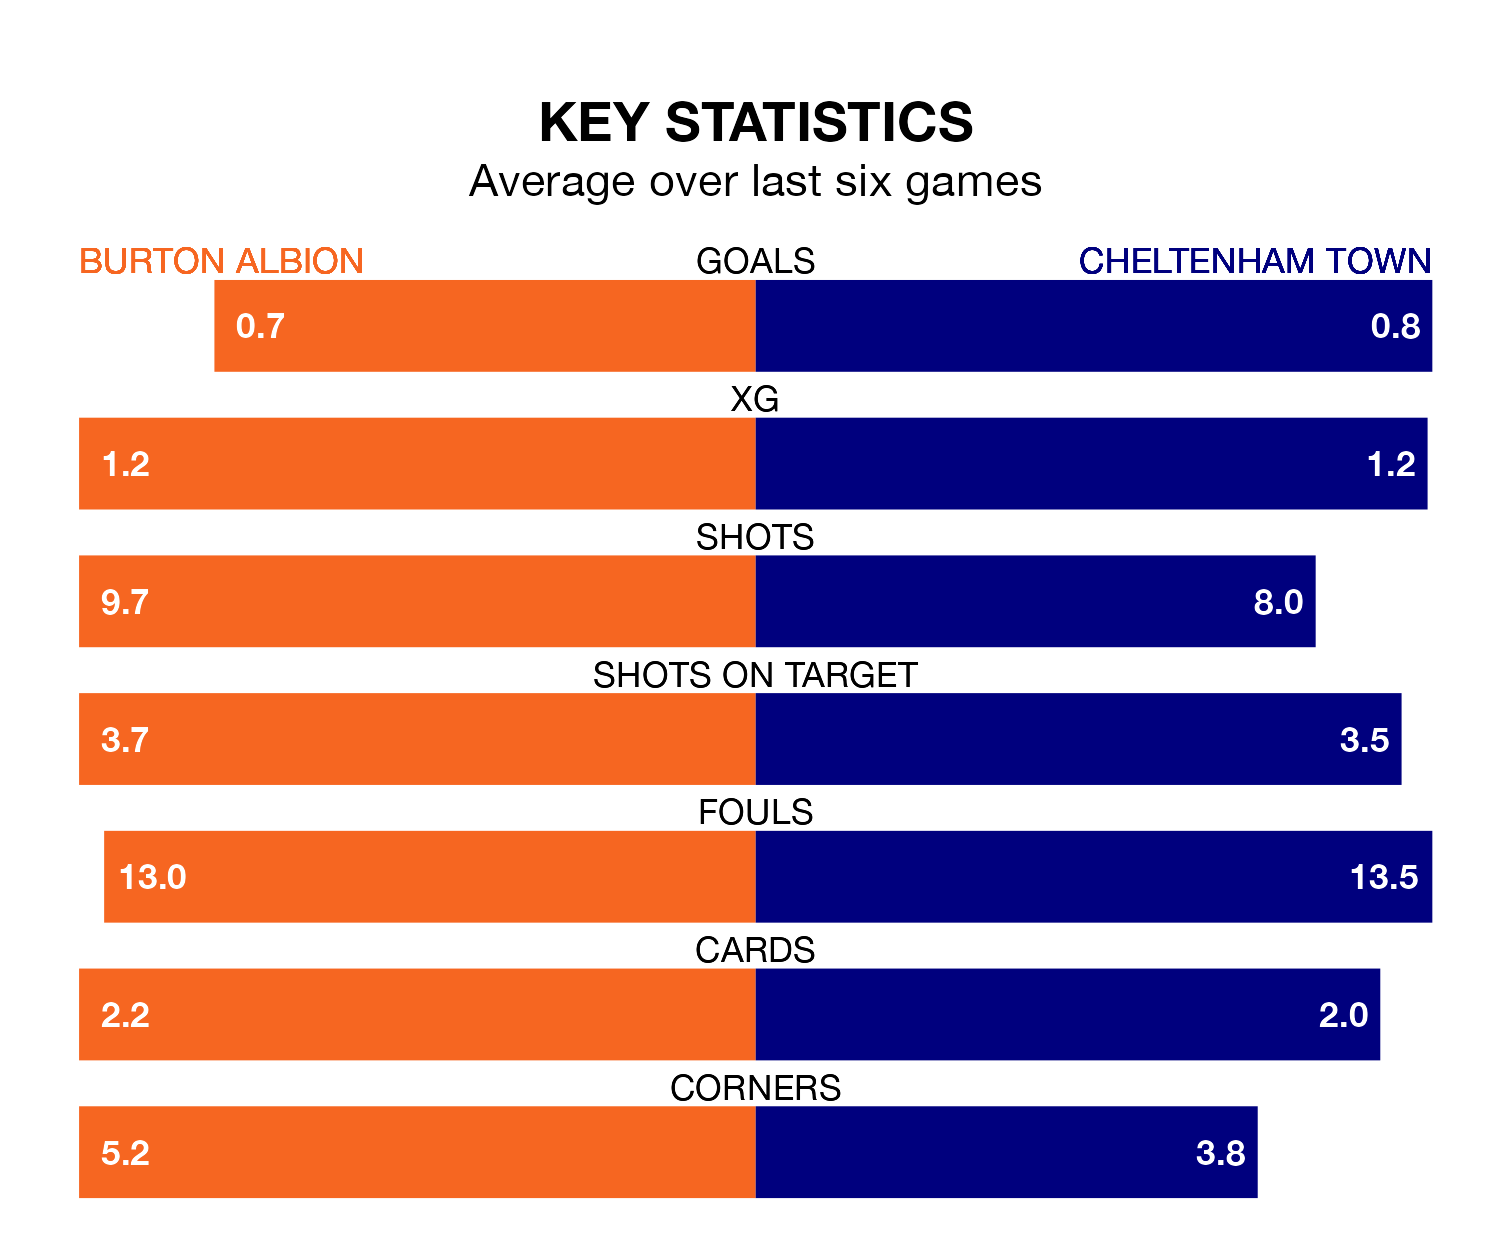 KEY STATISTICS
Average over last six games
BURTON ALBION GOALS CHELTENHAM TOWN
0.7 0.8
XG
1.2 1.2
SHOTS
9.7 8.0
SHOTS ON TARGET
3.7 3.5
FOULS
13.0 13.5
CARDS
2.2 2.0
CORNERS
5.2 3.8